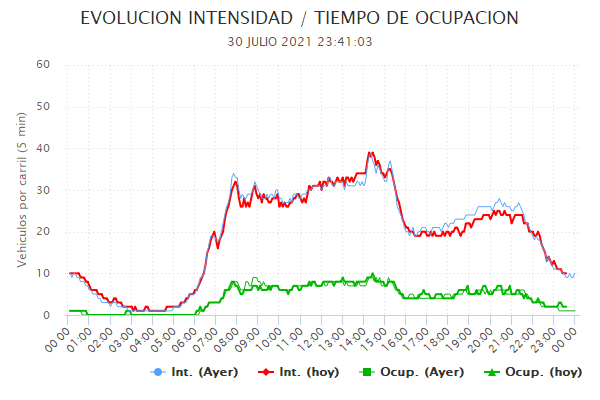 EVOLUCION INTENSIDAD / TIEMPO DE OCUPACION
30 JULIO 2021 23:41:03
Vehiculos por carril (5 min)
60
50
40
30
20
10
0
00:00 01:00 02:00 03:00 04:00 05:00 06:00 07:00 08:00 09:00 10:00 11:00 12:00 13:00 14:00 15:00 16:00 17:00 18:00 19:00 20:00 21:00 22:00 23:00 00:00
Int. (Ayer) Int. (hoy) Ocup. (Ayer) Ocup. (hoy)